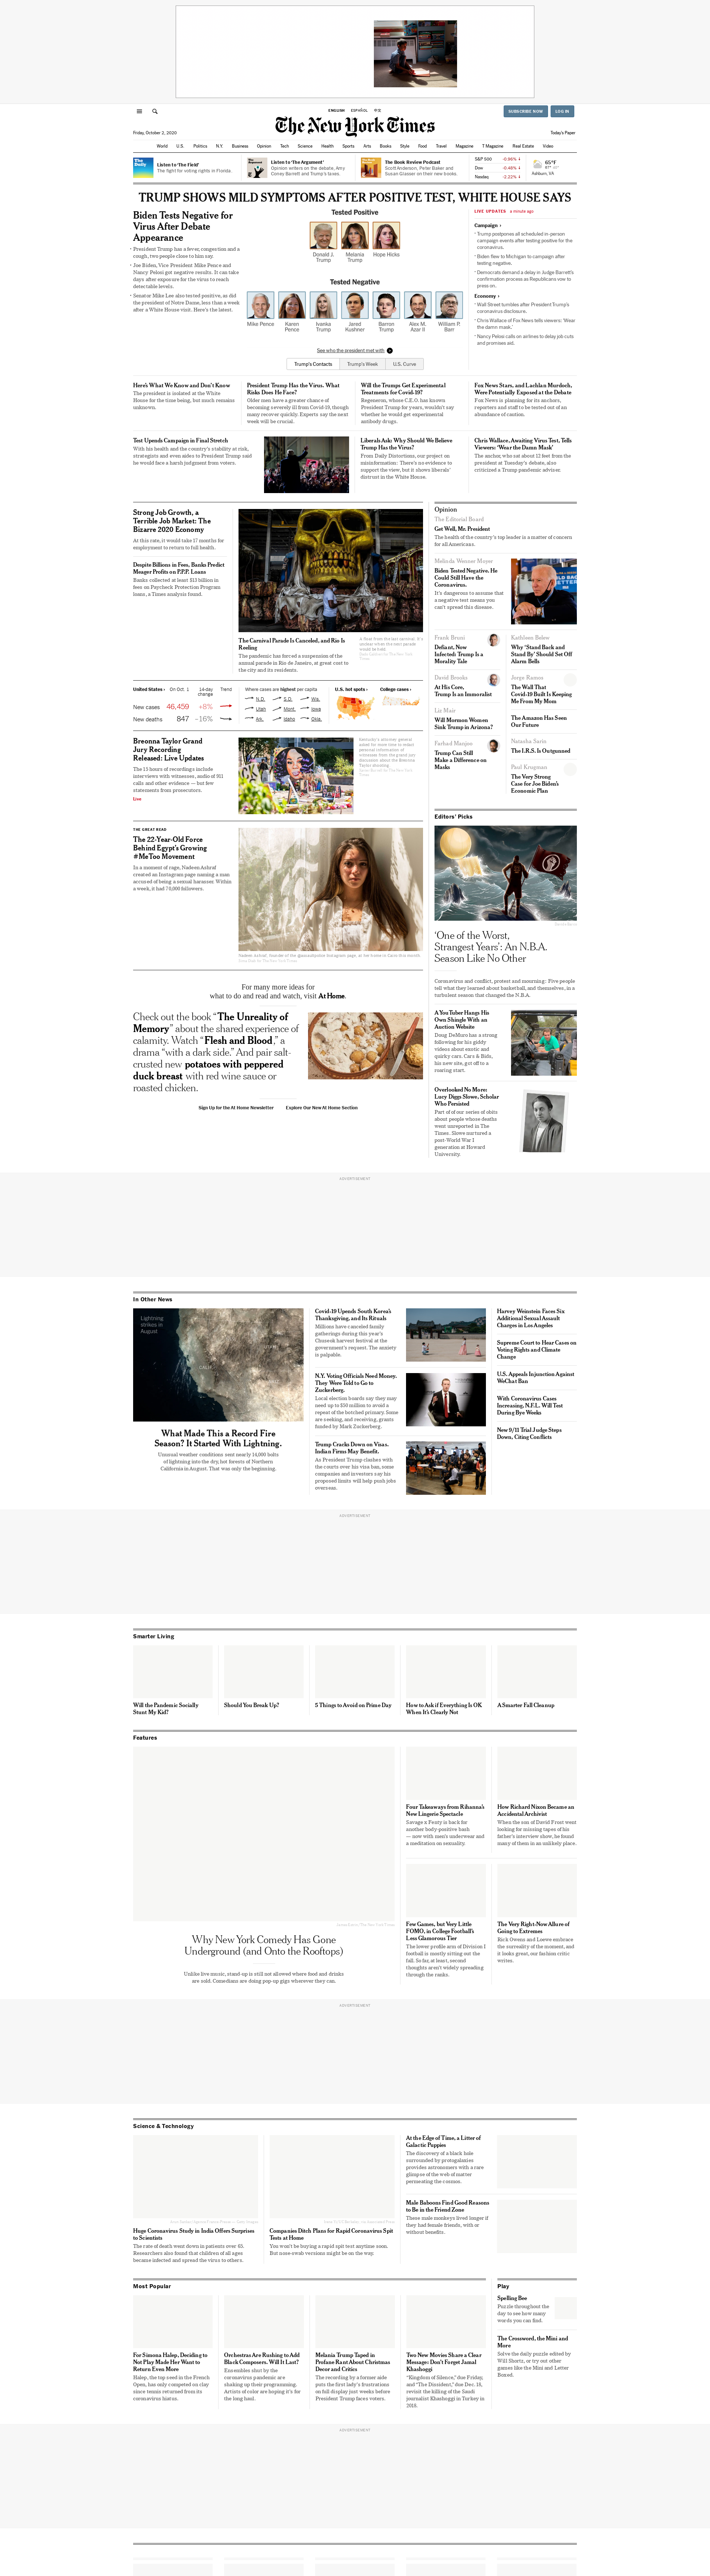 ENGLISH ESPAÑOL 中文
SUBSCRIBE NOW
LOG IN
The New York Times
Friday, October 2, 2020
Today's Paper
World U.S. Politics N.Y. Business Opinion Tech Science Health Sports Arts Books Style Food Travel Magazine T Magazine Real Estate Video
Listen to 'The Field'
The fight for voting rights in Florida.
Listen to 'The Argument'
Opinion writers on the debate, Amy
Coney Barrett and Trump's taxes.
The Book Review Podcast
Scott Anderson, Peter Baker and
Susan Glasser on their new books.
S&P 500 -0.96% ↓
Dow -0.48% ↓
Nasdaq -2.22% ↓
65°F
Ashburn, VA
TRUMP SHOWS MILD SYMPTOMS AFTER POSITIVE TEST, WHITE HOUSE SAYS
Biden Tests Negative for
Virus After Debate
Appearance
President Trump has a fever, congestion and a
cough, two people close to him say.
Joe Biden, Vice President Mike Pence and
Nancy Pelosi got negative results. It can take
days after exposure for the virus to reach
detectable levels.
Senator Mike Lee also tested positive, as did
the president of Notre Dame, less than a week
after a White House visit. Here's the latest.
Tested Positive
Donald J.
Trump
Melania
Trump
Hope Hicks
Tested Negative
Mike Pence
Karen
Pence
Ivanka
Trump
Jared
Kushner
Barron
Trump
Alex M.
Azar II
William P.
Barr
See who the president met with
Trump's Contacts
Trump's Week
U.S. Curve
LIVE UPDATES a minute ago
Campaign ›
Trump postpones all scheduled in-person
campaign events after testing positive for the
coronavirus.
Biden flew to Michigan to campaign after
testing negative.
Democrats demand a delay in Judge Barrett's
confirmation process as Republicans vow to
press on.
Economy ›
Wall Street tumbles after President Trump's
coronavirus disclosure.
Chris Wallace of Fox News tells viewers: 'Wear
the damn mask.'
Nancy Pelosi calls on airlines to delay job cuts
and promises aid.
Here's What We Know and Don't Know
The president is isolated at the White
House for the time being, but much remains
unknown.
President Trump Has the Virus. What
Risks Does He Face?
Older men have a greater chance of
becoming severely ill from Covid-19, though
many recover quickly. Experts say the next
week will be crucial.
Will the Trumps Get Experimental
Treatments for Covid-19?
Regeneron, whose C.E.O. has known
President Trump for years, wouldn't say
whether he would get the drugmaker's
experimental antibody drugs.
Fox News Stars, and Lachlan Murdoch,
Were Potentially Exposed at the Debate
Fox News is planning for its anchors,
reporters and staff to be tested out of an
abundance of caution.
Test Upends Campaign in Final Stretch
With his health and the country's stability at risk,
strategists and even aides to President Trump said
he would face a harsh judgment from voters.
Liberals Ask: Why Should We Believe
Trump Has the Virus?
From Daily Distortions, our project on
misinformation: There's no evidence to
support the view, but it shows liberals'
distrust in the White House.
Chris Wallace, Awaiting Virus Test, Tells
Viewers: 'Wear the Damn Mask'
The anchor, who sat about 12 feet from the
president at Tuesday's debate, also
criticized a Trump pandemic adviser.
Strong Job Growth, a
Terrible Job Market: The
Bizarre 2020 Economy
At this rate, it would take 17 months for
employment to return to full health.
Despite Billions in Fees, Banks Predict
Meager Profits on P.P.P. Loans
Banks collected at least $13 billion in
fees on Paycheck Protection Program
loans, a Times analysis found.
The Carnival Parade Is Canceled, and Rio Is
Reeling
The pandemic has forced a suspension of the
annual parade in Rio de Janeiro, at great cost to
the city and its residents.
United States › On Oct. 1 14-day
change Trend
New cases 46,459 +8%
New deaths 847 –16%
Where cases are highest per capita
N.D. S.D. Wis.
Utah Mont. Iowa
Ark. Idaho Okla.
U.S. hot spots ›
College cases ›
Breonna Taylor Grand
Jury Recording
Released: Live Updates
The 15 hours of recordings include
interviews with witnesses, audio of 911
calls and other evidence — but few
statements from prosecutors.
Live
THE GREAT READ
The 22-Year-Old Force
Behind Egypt's Growing
#MeToo Movement
In a moment of rage, Nadeen Ashraf
created an Instagram page naming a man
accused of being a sexual harasser. Within
a week, it had 70,000 followers.
For many more ideas for
what to do and read and watch, visit At Home.
Check out the book "The Unreality of
Memory" about the shared experience of
calamity. Watch "Flesh and Blood," a
drama "with a dark side." And pair salt-
crusted new potatoes with peppered
duck breast with red wine sauce or
roasted chicken.
Sign Up for the At Home Newsletter
Explore Our New At Home Section
Opinion
The Editorial Board
Get Well, Mr. President
The health of the country's top leader is a matter of concern
for all Americans.
Melinda Wenner Moyer
Biden Tested Negative. He
Could Still Have the
Coronavirus.
It's dangerous to assume that
a negative test means you
can't spread this disease.
Frank Bruni
Defiant, Now
Infected: Trump Is a
Morality Tale
Kathleen Belew
Why 'Stand Back and
Stand By' Should Set Off
Alarm Bells
David Brooks
At His Core,
Trump Is an Immoralist
Jorge Ramos
The Wall That
Covid-19 Built Is Keeping
Me From My Mom
Liz Mair
Will Mormon Women
Sink Trump in Arizona?
The Amazon Has Seen
Our Future
Farhad Manjoo
Trump Can Still
Make a Difference on
Masks
Natasha Sarin
The I.R.S. Is Outgunned
Paul Krugman
The Very Strong
Case for Joe Biden's
Economic Plan
Editors' Picks
'One of the Worst,
Strangest Years': An N.B.A.
Season Like No Other
Coronavirus and conflict, protest and mourning: Five people
tell what they learned about basketball, and themselves, in a
turbulent season that changed the N.B.A.
A YouTuber Hangs His
Own Shingle With an
Auction Website
Doug DeMuro has a strong
following for his giddy
videos about exotic and
quirky cars. Cars & Bids,
his new site, got off to a
roaring start.
Overlooked No More:
Lucy Diggs Slowe, Scholar
Who Persisted
Part of of our series of obits
about people whose deaths
went unreported in The
Times. Slowe nurtured a
post-World War I
generation at Howard
University.
ADVERTISEMENT
In Other News
Lightning
strikes in
August
CALIF.
What Made This a Record Fire
Season? It Started With Lightning.
Unusual weather conditions sent nearly 14,000 bolts
of lightning into the dry, hot forests of Northern
California in August. That was only the beginning.
Covid-19 Upends South Korea's
Thanksgiving, and Its Rituals
Millions have canceled family
gatherings during this year's
Chuseok harvest festival at the
government's request. The anxiety
is palpable.
N.Y. Voting Officials Need Money.
They Were Told to Go to
Zuckerberg.
Local election boards say they may
need up to $50 million to avoid a
repeat of the botched primary. Some
are seeking, and receiving, grants
funded by Mark Zuckerberg.
Trump Cracks Down on Visas.
Indian Firms May Benefit.
As President Trump clashes with
the courts over his visa ban, some
companies and investors say his
proposed limits will help push jobs
overseas.
Harvey Weinstein Faces Six
Additional Sexual Assault
Charges in Los Angeles
Supreme Court to Hear Cases on
Voting Rights and Climate
Change
U.S. Appeals Injunction Against
WeChat Ban
With Coronavirus Cases
Increasing, N.F.L. Will Test
During Bye Weeks
New 9/11 Trial Judge Steps
Down, Citing Conflicts
ADVERTISEMENT
Smarter Living
Will the Pandemic Socially
Stunt My Kid?
Should You Break Up?
5 Things to Avoid on Prime Day
How to Ask if Everything Is OK
When It's Clearly Not
A Smarter Fall Cleanup
Features
Why New York Comedy Has Gone
Underground (and Onto the Rooftops)
Unlike live music, stand-up is still not allowed where food and drinks
are sold. Comedians are doing pop-up gigs wherever they can.
Four Takeaways from Rihanna's
New Lingerie Spectacle
Savage x Fenty is back for
another body-positive bash
— now with men's underwear and
a meditation on sexuality.
How Richard Nixon Became an
Accidental Archivist
When the son of David Frost went
looking for missing tapes of his
father's interview show, he found
many of them in an unlikely place.
Few Games, but Very Little
FOMO, in College Football's
Less Glamorous Tier
The lower profile arm of Division I
football is mostly sitting out the
fall. So far, at least, second
thoughts aren't widely spreading
through the ranks.
The Very Right-Now Allure of
Going to Extremes
Rick Owens and Loewe embrace
the surreality of the moment, and
it looks great, our fashion critic
writes.
ADVERTISEMENT
Science & Technology
Huge Coronavirus Study in India Offers Surprises
to Scientists
The rate of death went down in patients over 65.
Researchers also found that children of all ages
became infected and spread the virus to others.
Companies Ditch Plans for Rapid Coronavirus Spit
Tests at Home
You won't be buying a rapid spit test anytime soon.
But nose-swab versions might be on the way.
At the Edge of Time, a Litter of
Galactic Puppies
The discovery of a black hole
surrounded by protogalaxies
provides astronomers with a rare
glimpse of the web of matter
permeating the cosmos.
Male Baboons Find Good Reasons
to Be in the Friend Zone
These male monkeys lived longer if
they had female friends, with or
without benefits.
Most Popular
For Simona Halep, Deciding to
Not Play Made Her Want to
Return Even More
Halep, the top seed in the French
Open, has only competed on clay
since tennis returned from its
coronavirus hiatus.
Orchestras Are Rushing to Add
Black Composers. Will It Last?
Ensembles shut by the
coronavirus pandemic are
shaking up their programming.
Artists of color are hoping it's for
the long haul.
Melania Trump Taped in
Profane Rant About Christmas
Decor and Critics
The recording by a former aide
puts the first lady's frustrations
on full display just weeks before
President Trump faces voters.
Two New Movies Share a Clear
Message: Don't Forget Jamal
Khashoggi
"Kingdom of Silence," due Friday,
and "The Dissident," due Dec. 18,
revisit the killing of the Saudi
journalist Khashoggi in Turkey in
2018.
Play
Spelling Bee
Puzzle throughout the
day to see how many
words you can find.
The Crossword, the Mini and
More
Solve the daily puzzle edited by
Will Shortz, or try out other
games like the Mini and Letter
Boxed.
ADVERTISEMENT